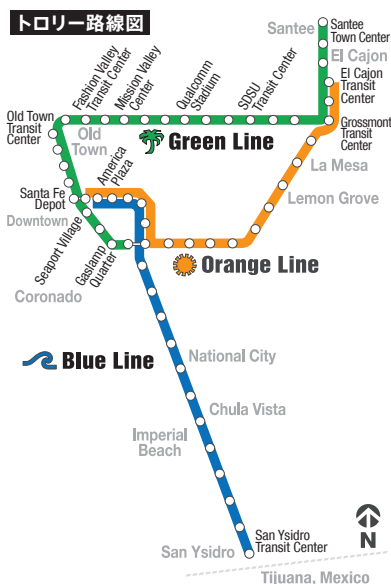 トロリー路線図
Santee
Santee
Town Center
El Cajon
El Cajon
Transit
Center
Grossmont
Transit
Center
Fashion Valley
Transit Center
Mission Valley
Center
Qualcomm
Stadium
SDSU
Transit Center
Old Town
Transit
Center
Old
Town
Green Line
La Mesa
Lemon Grove
America
Plaza
Santa Fe
Depot
Downtown
Seaport Village
Gaslamp
Quarter
Coronado
Orange Line
Blue Line
National City
Chula Vista
Imperial
Beach
San Ysidro
San Ysidro
Transit Center
N
Tijuana, Mexico